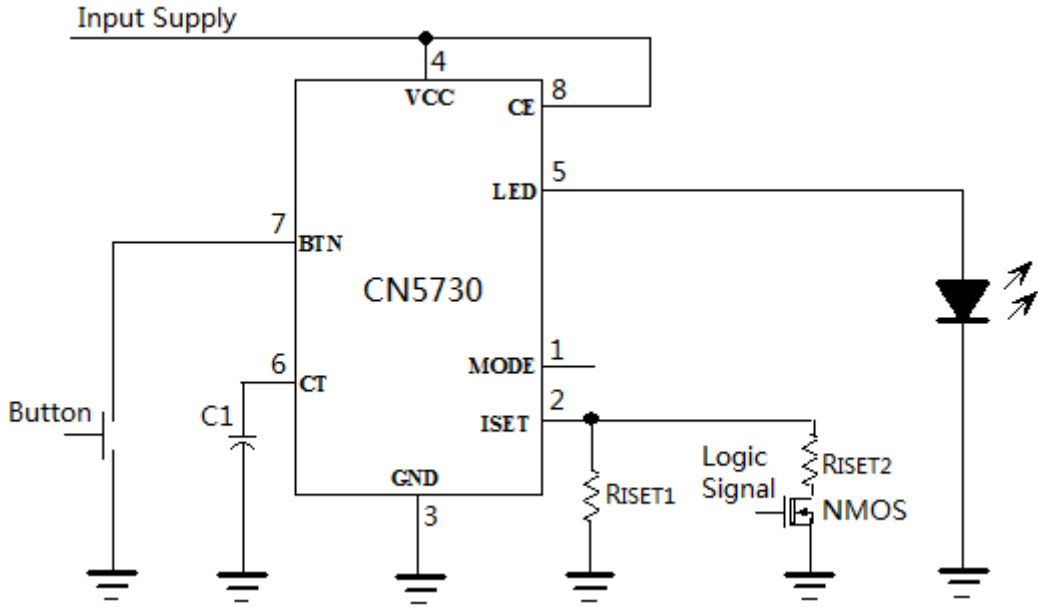 Input Supply
4
VCC
8
CE
5
LED
7
BTN
CN5730
6
CT
1
MODE
2
ISET
Button
C1
Logic
Signal
RISET2
RISET1
NMOS
GND
3